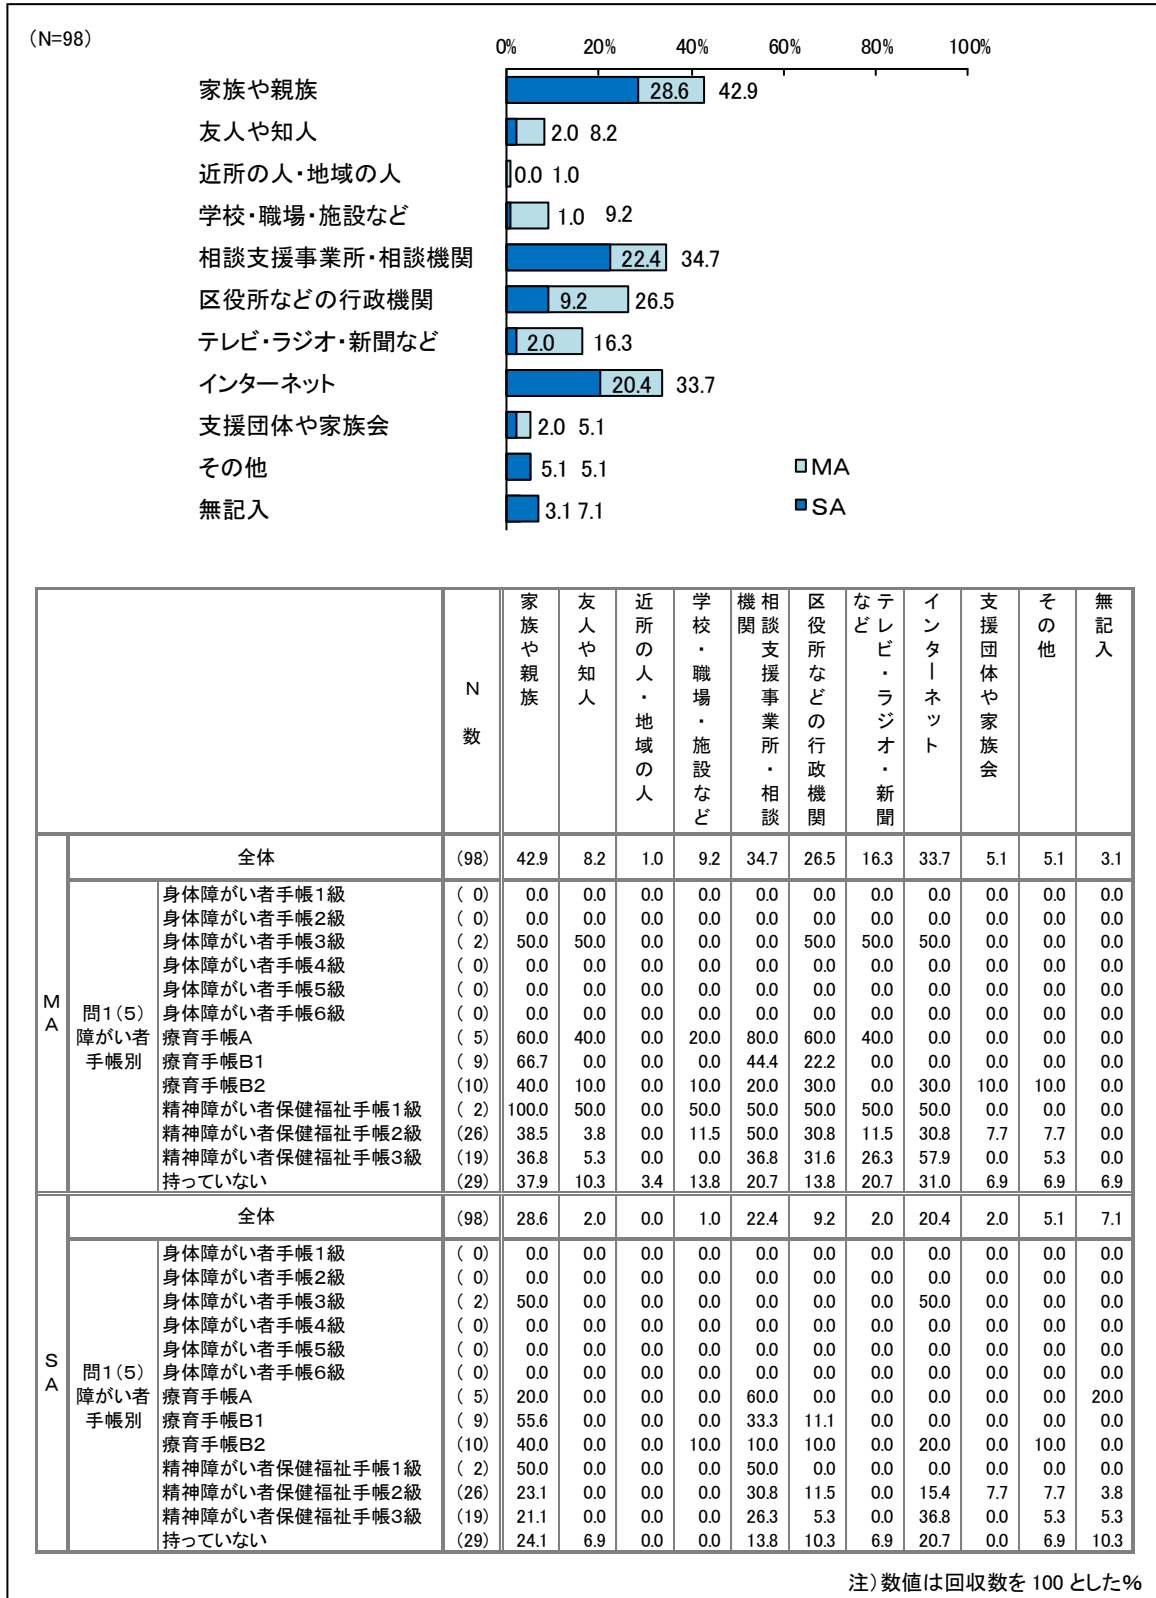 (N=98)
0% 20% 40% 60% 80% 100%
家族や親族 28.6 42.9
友人や知人 2.0 8.2
近所の人・地域の人 0.0 1.0
学校・職場・施設など 1.0 9.2
相談支援事業所・相談機関 22.4 34.7
区役所などの行政機関 9.2 26.5
テレビ・ラジオ・新聞など 2.0 16.3
インターネット 20.4 33.7
支援団体や家族会 2.0 5.1
その他 5.1 5.1
無記入 3.1 7.1
MA
SA
N数 家族や親族 友人や知人 近所の人・地域の人 学校・職場・施設など 相談支援事業所・相談機関 区役所などの行政機関 テレビ・ラジオ・新聞など インターネット 支援団体や家族会 その他 無記入
MA
全体 (98) 42.9 8.2 1.0 9.2 34.7 26.5 16.3 33.7 5.1 5.1 3.1
問1(5)障がい者手帳別
身体障がい者手帳1級 ( 0) 0.0 0.0 0.0 0.0 0.0 0.0 0.0 0.0 0.0 0.0 0.0
身体障がい者手帳2級 ( 0) 0.0 0.0 0.0 0.0 0.0 0.0 0.0 0.0 0.0 0.0 0.0
身体障がい者手帳3級 ( 2) 50.0 50.0 0.0 0.0 0.0 50.0 50.0 50.0 0.0 0.0 0.0
身体障がい者手帳4級 ( 0) 0.0 0.0 0.0 0.0 0.0 0.0 0.0 0.0 0.0 0.0 0.0
身体障がい者手帳5級 ( 0) 0.0 0.0 0.0 0.0 0.0 0.0 0.0 0.0 0.0 0.0 0.0
身体障がい者手帳6級 ( 0) 0.0 0.0 0.0 0.0 0.0 0.0 0.0 0.0 0.0 0.0 0.0
療育手帳A ( 5) 60.0 40.0 0.0 20.0 80.0 60.0 40.0 0.0 0.0 0.0 0.0
療育手帳B1 ( 9) 66.7 0.0 0.0 0.0 44.4 22.2 0.0 0.0 0.0 0.0 0.0
療育手帳B2 (10) 40.0 10.0 0.0 10.0 20.0 30.0 0.0 30.0 10.0 10.0 0.0
精神障がい者保健福祉手帳1級 ( 2) 100.0 50.0 0.0 50.0 50.0 50.0 50.0 50.0 0.0 0.0 0.0
精神障がい者保健福祉手帳2級 (26) 38.5 3.8 0.0 11.5 50.0 30.8 11.5 30.8 7.7 7.7 0.0
精神障がい者保健福祉手帳3級 (19) 36.8 5.3 0.0 0.0 36.8 31.6 26.3 57.9 0.0 5.3 0.0
持っていない (29) 37.9 10.3 3.4 13.8 20.7 13.8 20.7 31.0 6.9 6.9 6.9
SA
全体 (98) 28.6 2.0 0.0 1.0 22.4 9.2 2.0 20.4 2.0 5.1 7.1
問1(5)障がい者手帳別
身体障がい者手帳1級 ( 0) 0.0 0.0 0.0 0.0 0.0 0.0 0.0 0.0 0.0 0.0 0.0
身体障がい者手帳2級 ( 0) 0.0 0.0 0.0 0.0 0.0 0.0 0.0 0.0 0.0 0.0 0.0
身体障がい者手帳3級 ( 2) 50.0 0.0 0.0 0.0 0.0 0.0 0.0 50.0 0.0 0.0 0.0
身体障がい者手帳4級 ( 0) 0.0 0.0 0.0 0.0 0.0 0.0 0.0 0.0 0.0 0.0 0.0
身体障がい者手帳5級 ( 0) 0.0 0.0 0.0 0.0 0.0 0.0 0.0 0.0 0.0 0.0 0.0
身体障がい者手帳6級 ( 0) 0.0 0.0 0.0 0.0 0.0 0.0 0.0 0.0 0.0 0.0 0.0
療育手帳A ( 5) 20.0 0.0 0.0 0.0 60.0 0.0 0.0 0.0 0.0 0.0 20.0
療育手帳B1 ( 9) 55.6 0.0 0.0 0.0 33.3 11.1 0.0 0.0 0.0 0.0 0.0
療育手帳B2 (10) 40.0 0.0 0.0 10.0 10.0 10.0 0.0 20.0 0.0 10.0 0.0
精神障がい者保健福祉手帳1級 ( 2) 50.0 0.0 0.0 0.0 50.0 0.0 0.0 0.0 0.0 0.0 0.0
精神障がい者保健福祉手帳2級 (26) 23.1 0.0 0.0 0.0 30.8 11.5 0.0 15.4 7.7 7.7 3.8
精神障がい者保健福祉手帳3級 (19) 21.1 0.0 0.0 0.0 26.3 5.3 0.0 36.8 0.0 5.3 5.3
持っていない (29) 24.1 6.9 0.0 0.0 13.8 10.3 6.9 20.7 0.0 6.9 10.3
注)数値は回収数を 100 とした%